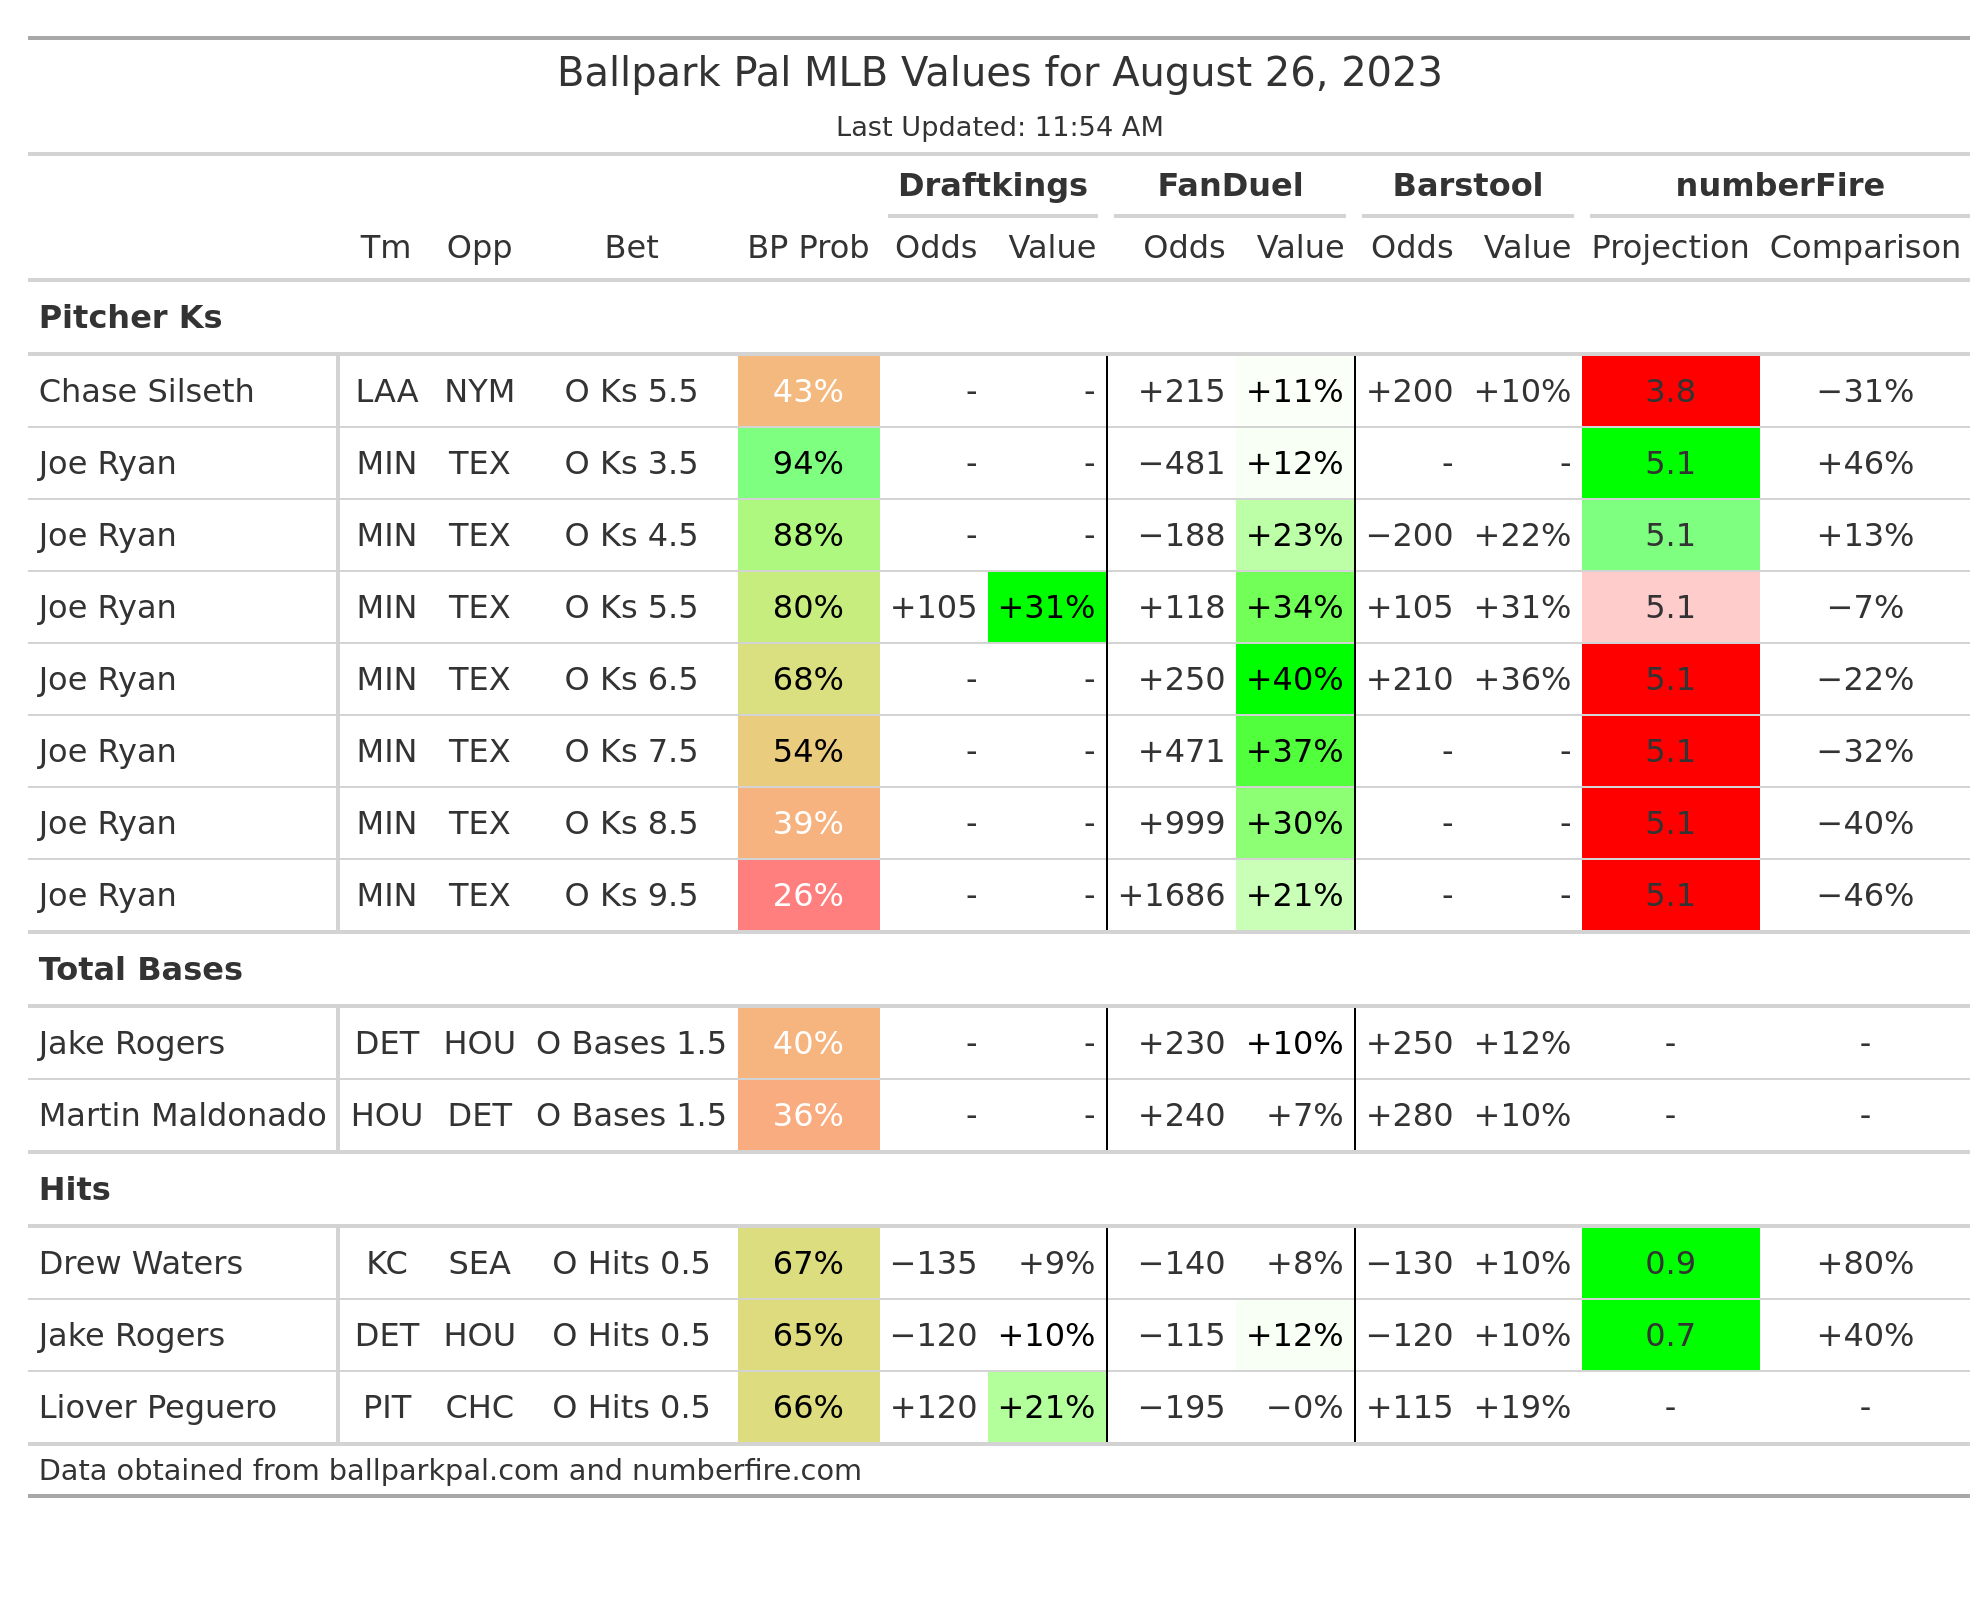 Ballpark Pal MLB Values for August 26, 2023
Last Updated: 11:54 AM
Draftkings FanDuel Barstool numberFire
Tm Opp Bet BP Prob Odds Value Odds Value Odds Value Projection Comparison
Pitcher Ks
Chase Silseth LAA NYM O Ks 5.5 43% - - +215 +11% +200 +10% 3.8 −31%
Joe Ryan MIN TEX O Ks 3.5 94% - - −481 +12% - - 5.1 +46%
Joe Ryan MIN TEX O Ks 4.5 88% - - −188 +23% −200 +22% 5.1 +13%
Joe Ryan MIN TEX O Ks 5.5 80% +105 +31% +118 +34% +105 +31% 5.1 −7%
Joe Ryan MIN TEX O Ks 6.5 68% - - +250 +40% +210 +36% 5.1 −22%
Joe Ryan MIN TEX O Ks 7.5 54% - - +471 +37% - - 5.1 −32%
Joe Ryan MIN TEX O Ks 8.5 39% - - +999 +30% - - 5.1 −40%
Joe Ryan MIN TEX O Ks 9.5 26% - - +1686 +21% - - 5.1 −46%
Total Bases
Jake Rogers DET HOU O Bases 1.5 40% - - +230 +10% +250 +12% - -
Martin Maldonado HOU DET O Bases 1.5 36% - - +240 +7% +280 +10% - -
Hits
Drew Waters KC SEA O Hits 0.5 67% −135 +9% −140 +8% −130 +10% 0.9 +80%
Jake Rogers DET HOU O Hits 0.5 65% −120 +10% −115 +12% −120 +10% 0.7 +40%
Liover Peguero PIT CHC O Hits 0.5 66% +120 +21% −195 −0% +115 +19% - -
Data obtained from ballparkpal.com and numberfire.com